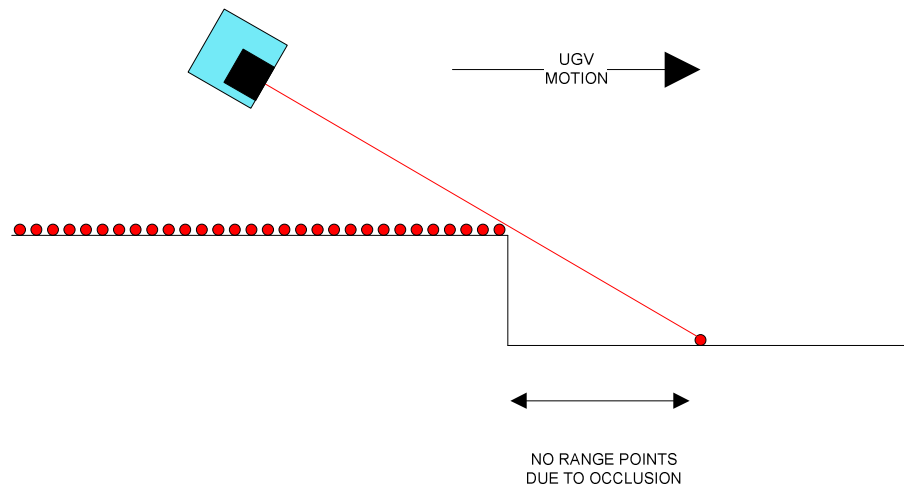 UGV
MOTION
NO RANGE POINTS
DUE TO OCCLUSION